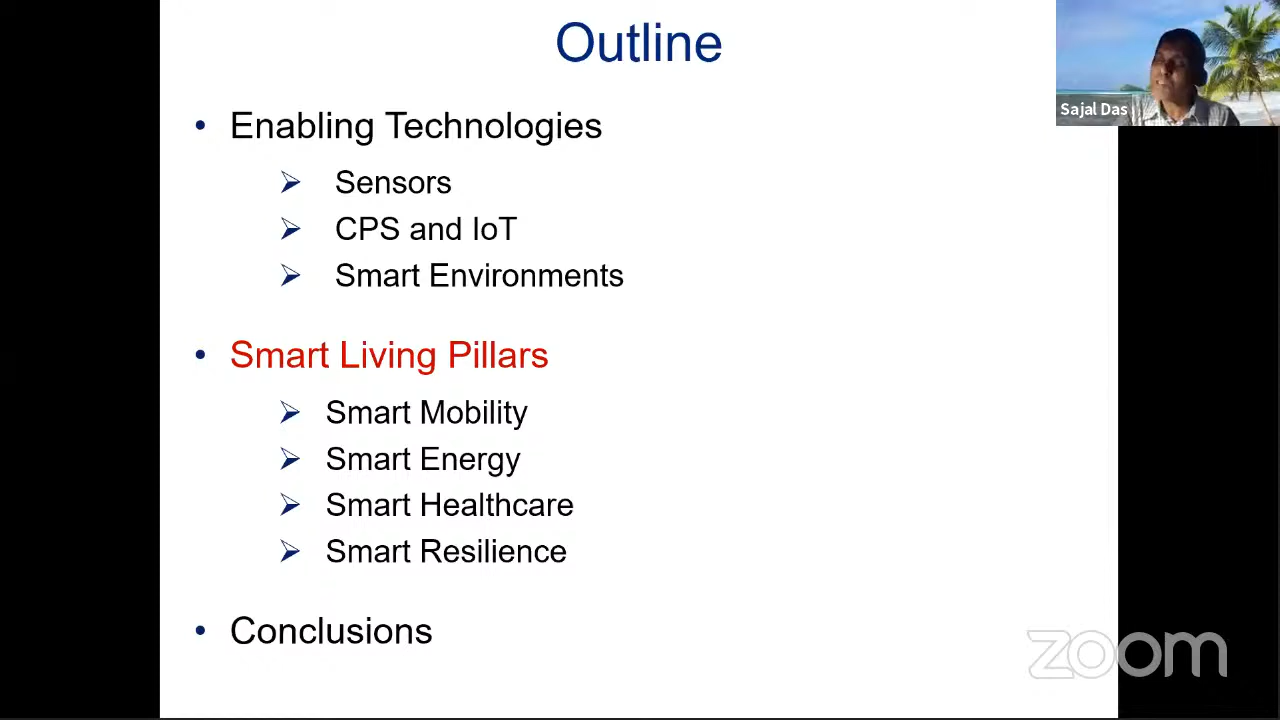 Outline
Sajal Das
• Enabling Technologies
➢ Sensors
➢ CPS and IoT
➢ Smart Environments
• Smart Living Pillars
➢ Smart Mobility
➢ Smart Energy
➢ Smart Healthcare
➢ Smart Resilience
• Conclusions
zoom